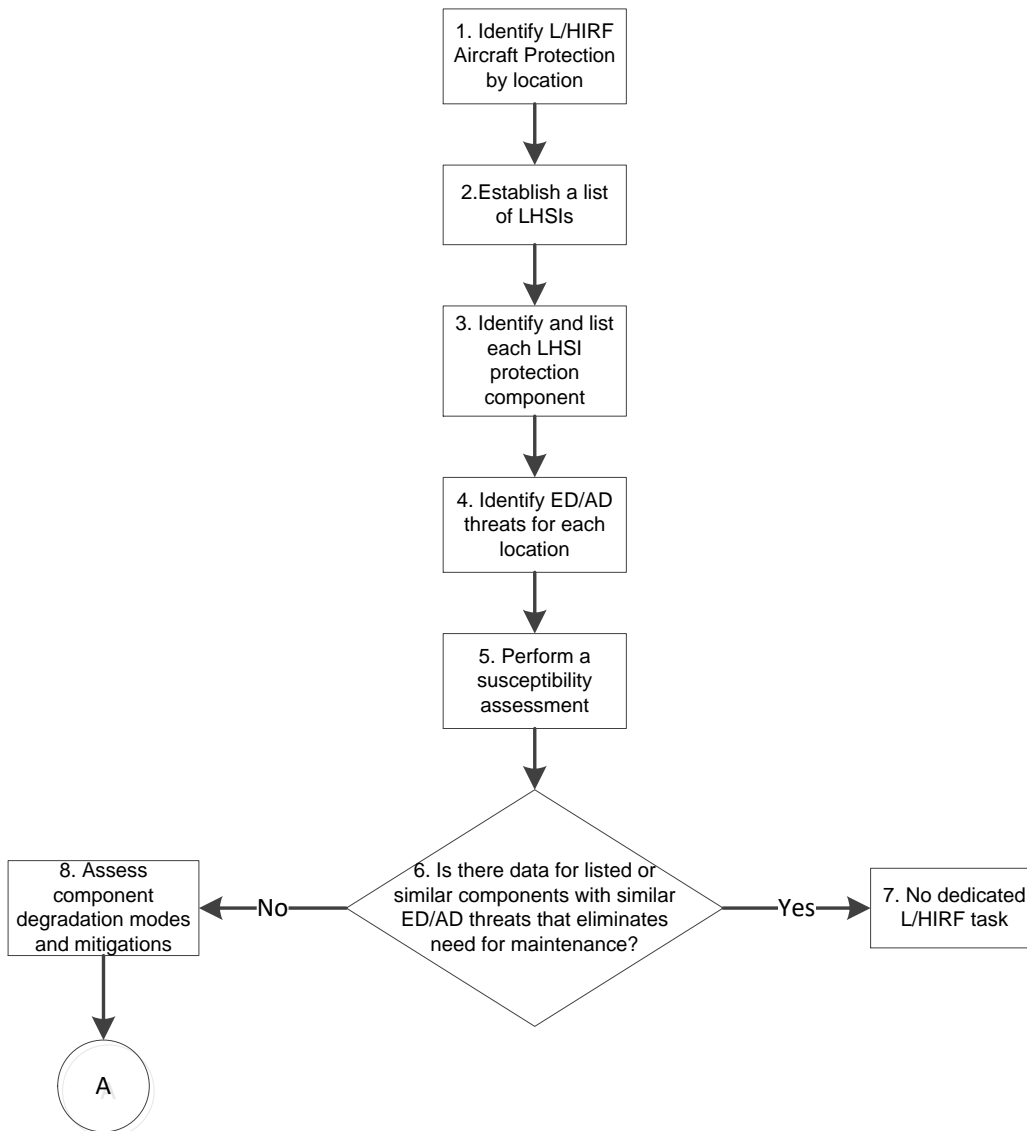 1. Identify L/HIRF
Aircraft Protection
by location
2.Establish a list
of LHSIs
3. Identify and list
each LHSI
protection
component
4. Identify ED/AD
threats for each
location
5. Perform a
susceptibility
assessment
6. Is there data for listed or
similar components with similar
ED/AD threats that eliminates
need for maintenance?
No
Yes
8. Assess
component
degradation modes
and mitigations
7. No dedicated
L/HIRF task
A